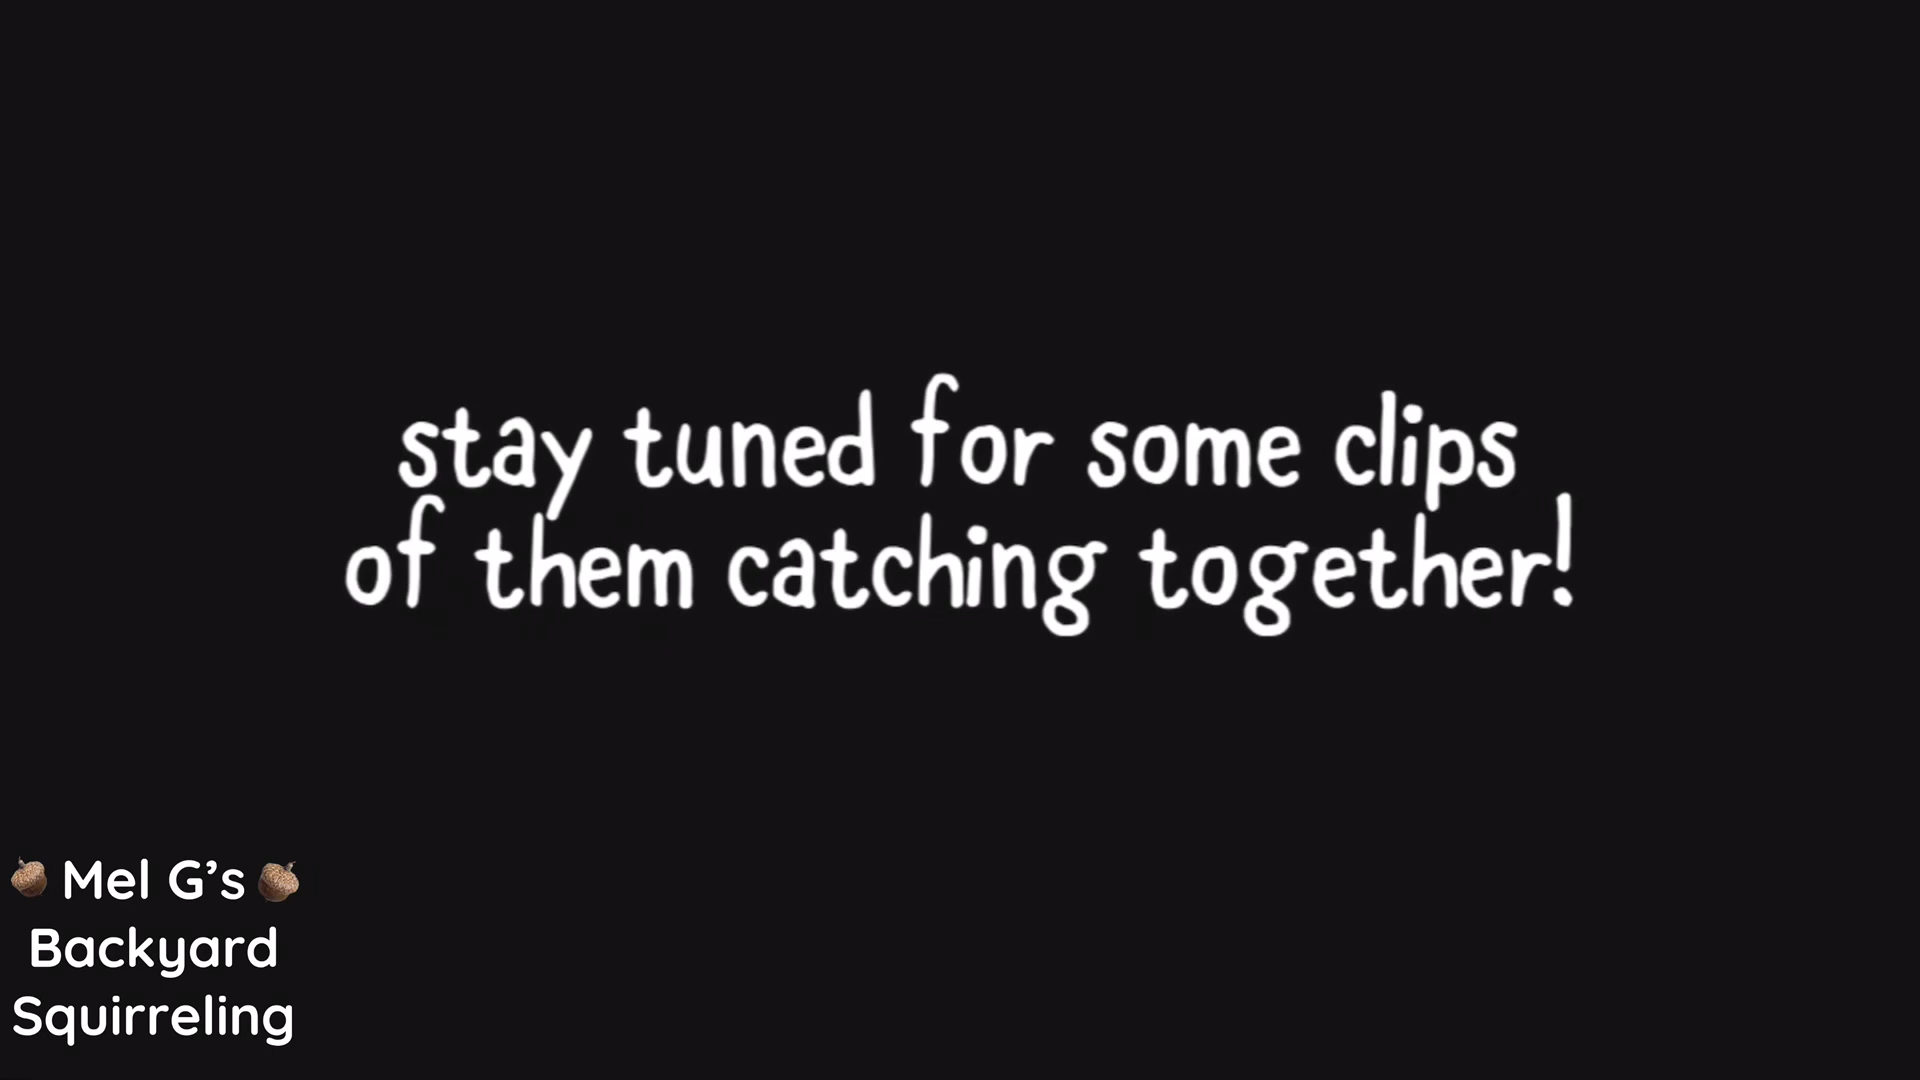 stay tuned for some clips
of them catching together!
Mel G’s
Backyard
Squirreling